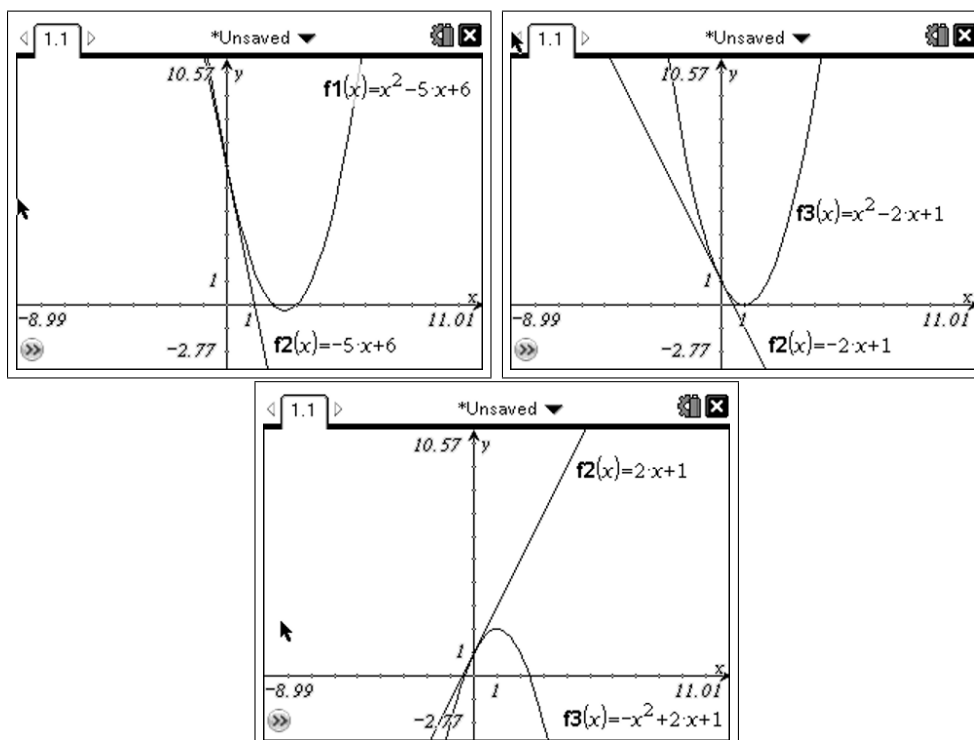 1.1 *Unsaved
10.57 y
f1(x)=x²−5·x+6
1
x
−8.99 1 11.01
−2.77 f2(x)=−5·x+6
1.1 *Unsaved
10.57 y
f3(x)=x²−2·x+1
1
x
−8.99 1 11.01
−2.77 f2(x)=−2·x+1
1.1 *Unsaved
10.57 y
f2(x)=2·x+1
1
x
−8.99 1 11.01
−2.77 f3(x)=−x²+2·x+1